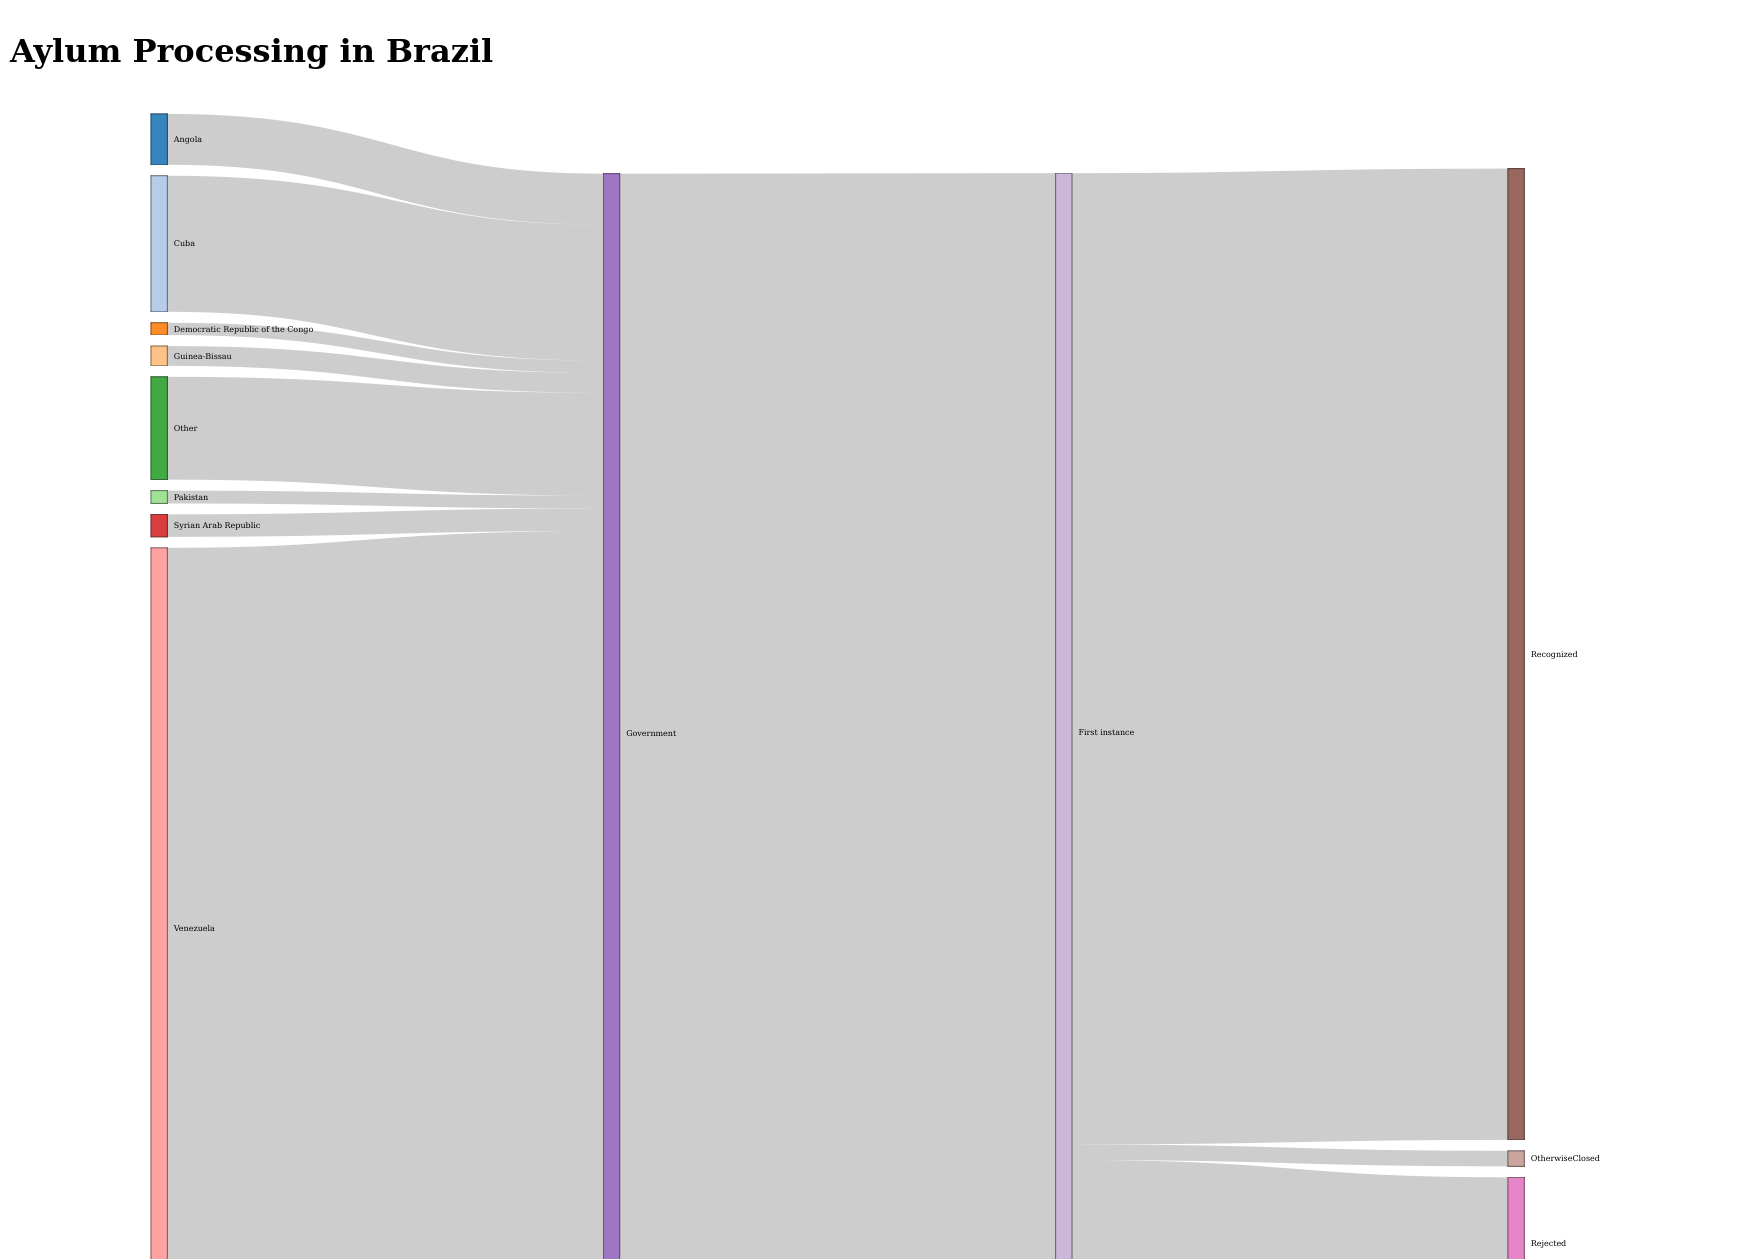 Aylum Processing in Brazil
Angola
Cuba
Democratic Republic of the Congo
Guinea-Bissau
Other
Pakistan
Syrian Arab Republic
Venezuela
Government
First instance
Recognized
OtherwiseClosed
Rejected